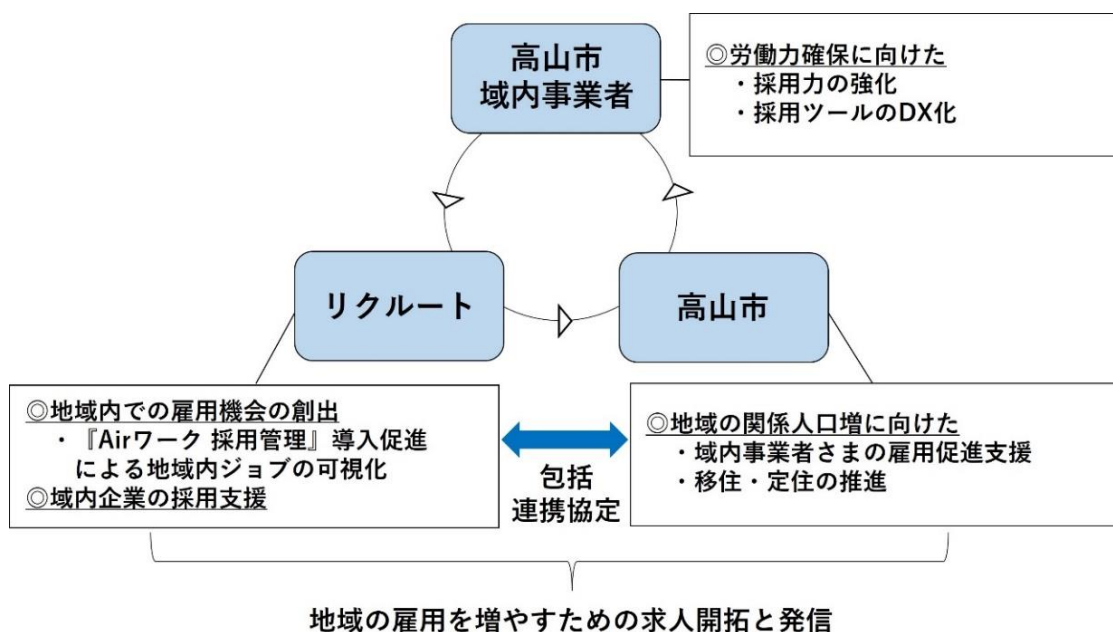 高山市
域内事業者
◎労働力確保に向けた
・採用力の強化
・採用ツールのDX化
リクルート
高山市
◎地域内での雇用機会の創出
・『Airワーク 採用管理』導入促進
による地域内ジョブの可視化
◎域内企業の採用支援
包括
連携協定
◎地域の関係人口増に向けた
・域内事業者さまの雇用促進支援
・移住・定住の推進
地域の雇用を増やすための求人開拓と発信